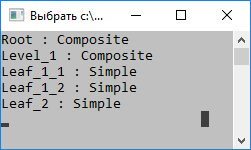 Выбрать c:\...
Root : Composite
Level_1 : Composite
Leaf_1_1 : Simple
Leaf_1_2 : Simple
Leaf_2 : Simple